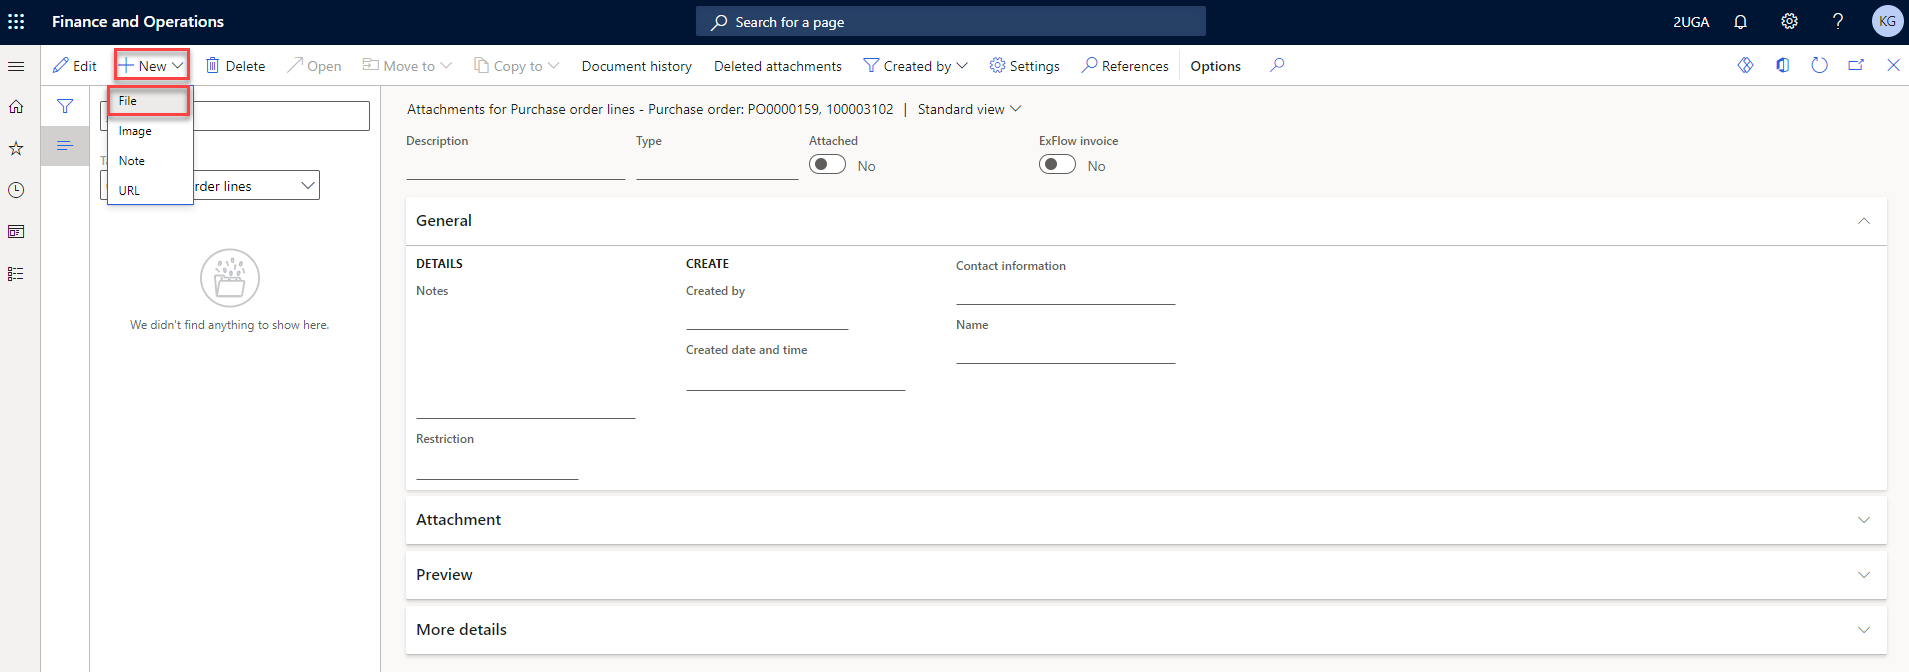 Finance and Operations
Search for a page
2UGA
KG
Edit
New
Delete
Open
Move to
Copy to
Document history
Deleted attachments
Created by
Settings
References
Options
File
Image
Note
URL
rder lines
We didn't find anything to show here.
Attachments for Purchase order lines - Purchase order: PO0000159, 100003102 | Standard view
Description
Type
Attached
No
ExFlow invoice
No
General
DETAILS
Notes
Restriction
CREATE
Created by
Created date and time
Contact information
Name
Attachment
Preview
More details